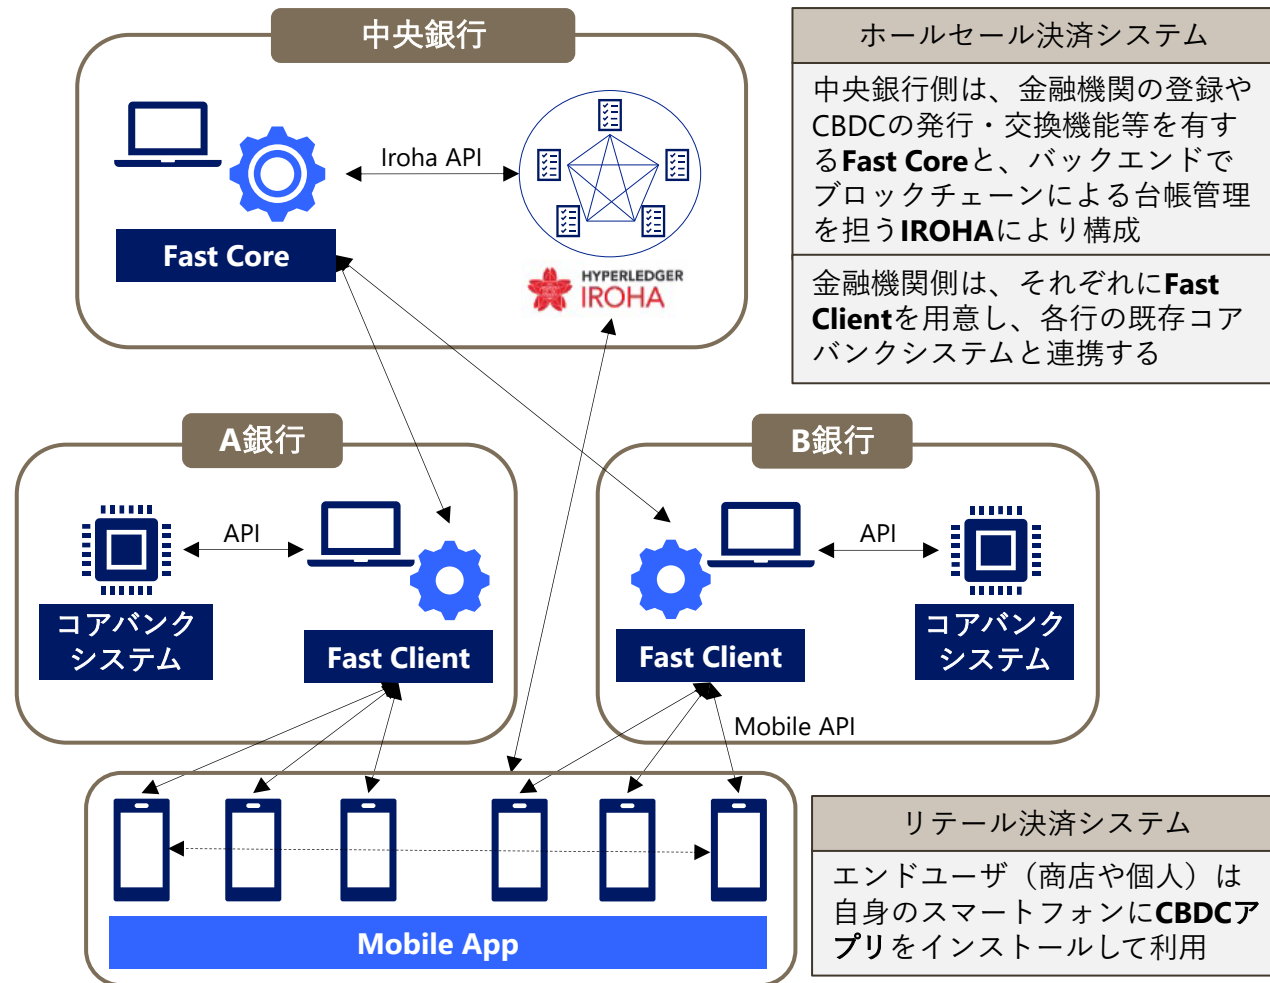 中央銀行
Iroha API
Fast Core
HYPERLEDGER
IROHA
ホールセール決済システム
中央銀行側は、金融機関の登録や
CBDCの発行・交換機能等を有す
るFast Coreと、バックエンドで
ブロックチェーンによる台帳管理
を担うIROHAにより構成
金融機関側は、それぞれにFast
Clientを用意し、各行の既存コア
バンクシステムと連携する
A銀行
API
コアバンク
システム
Fast Client
B銀行
API
Fast Client
コアバンク
システム
Mobile API
Mobile App
リテール決済システム
エンドユーザ（商店や個人）は
自身のスマートフォンにCBDCア
プリをインストールして利用